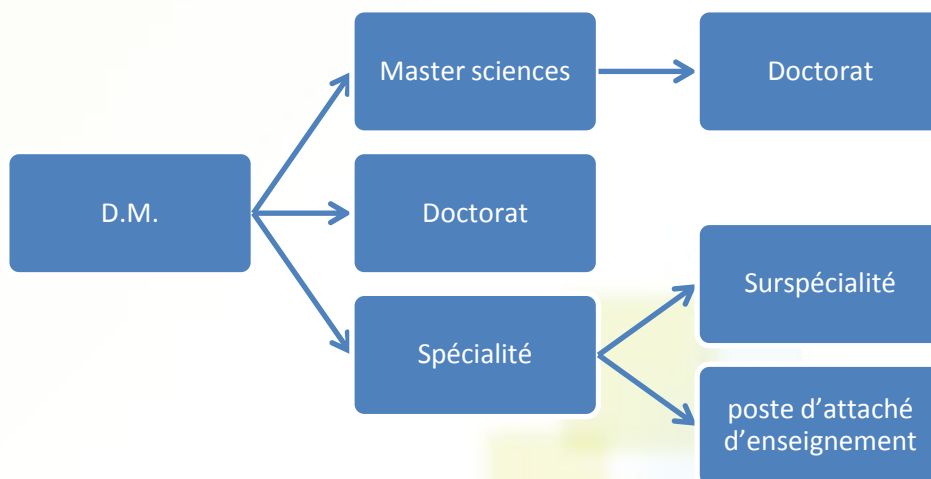 Master sciences
Doctorat
D.M.
Doctorat
Surspécialité
Spécialité
poste d'attaché
d'enseignement